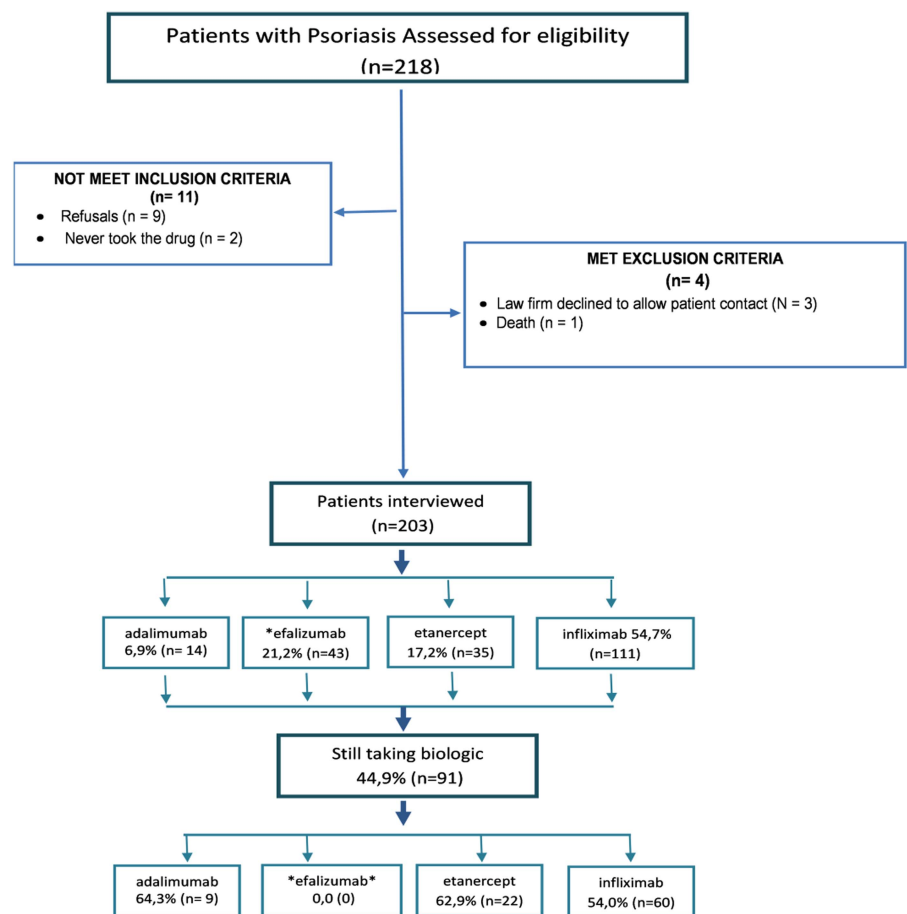 Patients with Psoriasis Assessed for eligibility
(n=218)
NOT MEET INCLUSION CRITERIA
(n= 11)
• Refusals (n = 9)
• Never took the drug (n = 2)
MET EXCLUSION CRITERIA
(n= 4)
• Law firm declined to allow patient contact (N = 3)
• Death (n = 1)
Patients interviewed
(n=203)
adalimumab
6,9% (n= 14)
*efalizumab
21,2% (n=43)
etanercept
17,2% (n=35)
infliximab 54,7%
(n=111)
Still taking biologic
44,9% (n=91)
adalimumab
64,3% (n= 9)
*efalizumab*
0,0 (0)
etanercept
62,9% (n=22)
infliximab
54,0% (n=60)